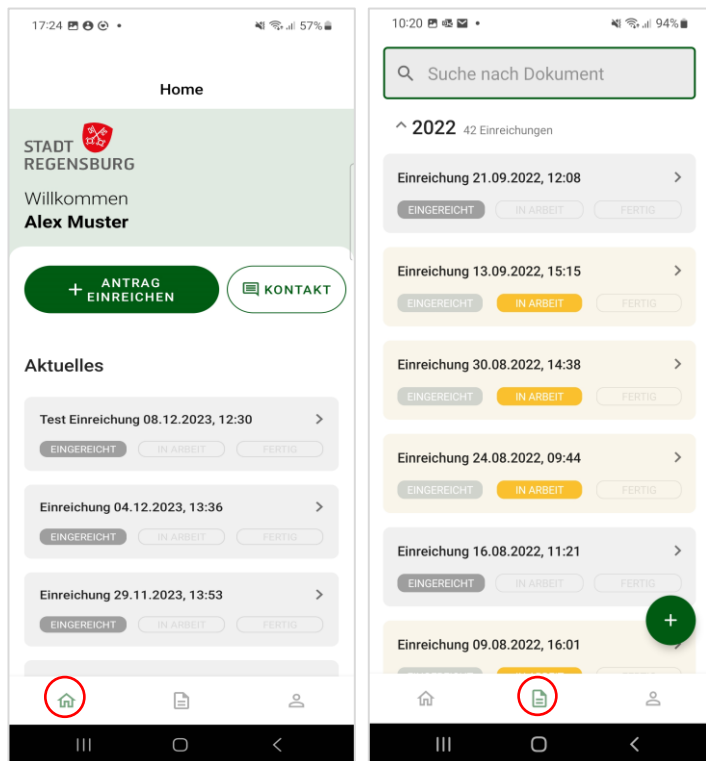 17:24
57%
Home
STADT
REGENSBURG
Willkommen
Alex Muster
+ ANTRAG
EINREICHEN
KONTAKT
Aktuelles
Test Einreichung 08.12.2023, 12:30
EINGEREICHT IN ARBEIT FERTIG
Einreichung 04.12.2023, 13:36
EINGEREICHT IN ARBEIT FERTIG
Einreichung 29.11.2023, 13:53
EINGEREICHT IN ARBEIT FERTIG
10:20
94%
Suche nach Dokument
2022 42 Einreichungen
Einreichung 21.09.2022, 12:08
EINGEREICHT IN ARBEIT FERTIG
Einreichung 13.09.2022, 15:15
EINGEREICHT IN ARBEIT FERTIG
Einreichung 30.08.2022, 14:38
EINGEREICHT IN ARBEIT FERTIG
Einreichung 24.08.2022, 09:44
EINGEREICHT IN ARBEIT FERTIG
Einreichung 16.08.2022, 11:21
EINGEREICHT IN ARBEIT FERTIG
+
Einreichung 09.08.2022, 16:01